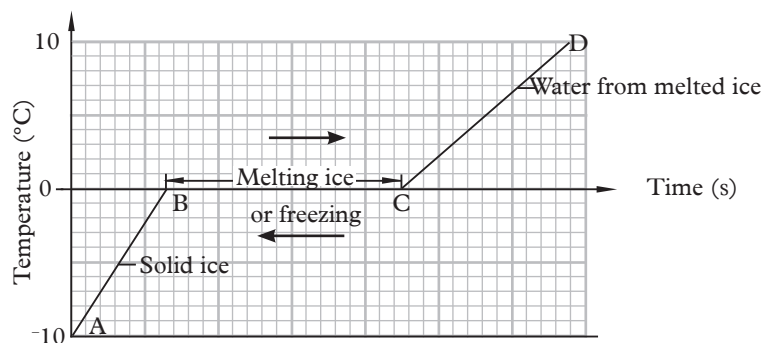 Temperature (°C)
10
D
Water from melted ice
Melting ice
0
B
C
Time (s)
or freezing
Solid ice
A
-10